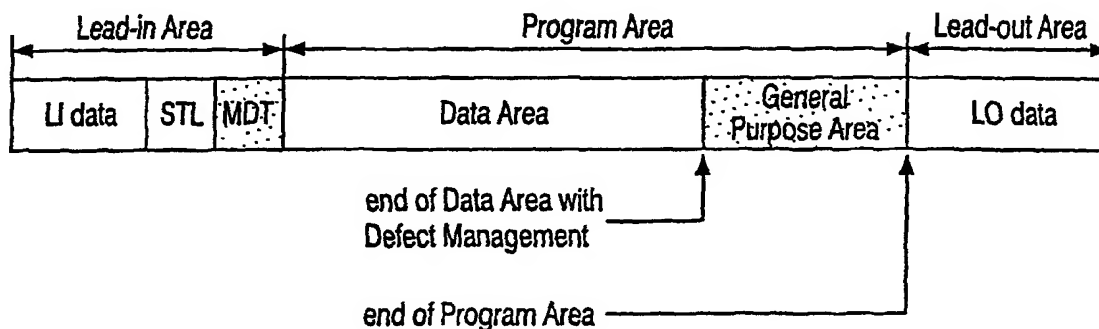 Lead-in Area
Program Area
Lead-out Area
LI data
STL
MDT
Data Area
General
Purpose Area
LO data
end of Data Area with
Defect Management
end of Program Area